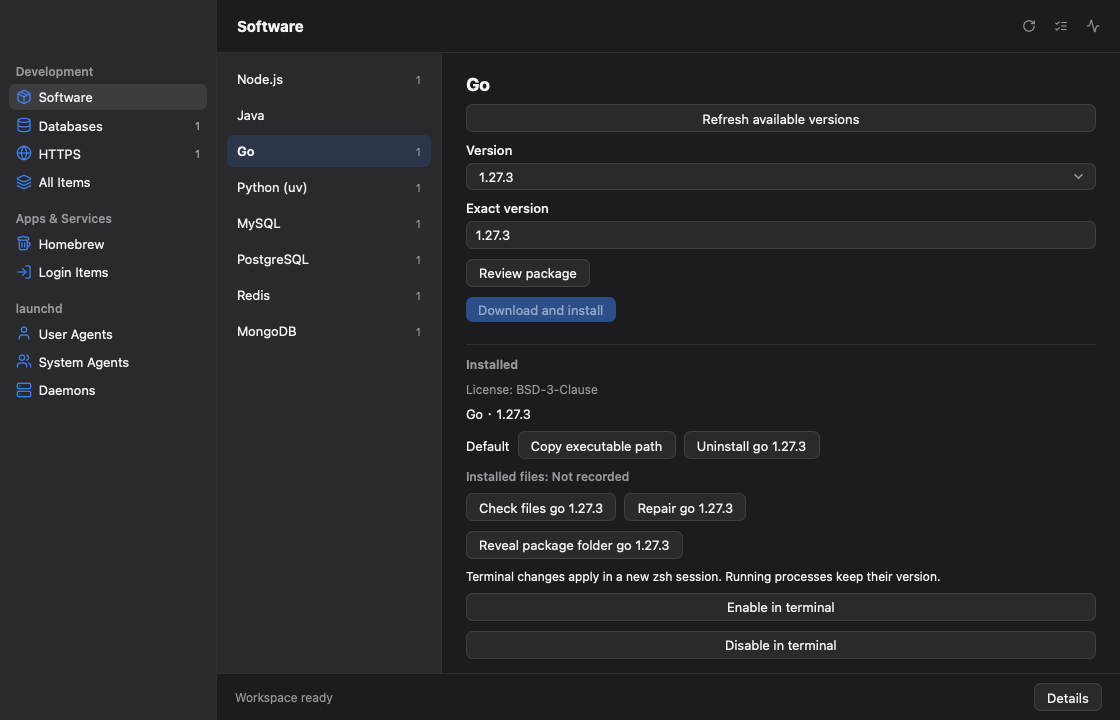 Software
Development
Software
Databases 1
HTTPS 1
All Items
Apps & Services
Homebrew
Login Items
launchd
User Agents
System Agents
Daemons
Node.js 1
Java
Go 1
Python (uv) 1
MySQL 1
PostgreSQL 1
Redis 1
MongoDB 1
Go
Refresh available versions
Version
1.27.3
Exact version
1.27.3
Review package
Download and install
Installed
License: BSD-3-Clause
Go · 1.27.3
Default Copy executable path Uninstall go 1.27.3
Installed files: Not recorded
Check files go 1.27.3 Repair go 1.27.3
Reveal package folder go 1.27.3
Terminal changes apply in a new zsh session. Running processes keep their version.
Enable in terminal
Disable in terminal
Workspace ready Details